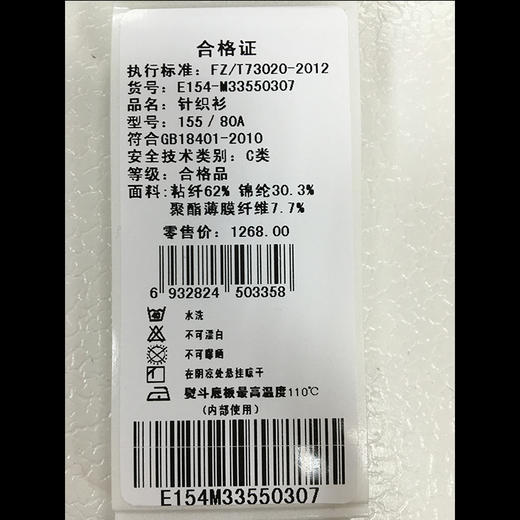 合格证
执行标准: FZ/T73020-2012
货号: E154-M33550307
品名: 针织衫
型号: 155/80A
符合GB18401-2010
安全技术类别: C类
等级: 合格品
面料:粘纤62% 锦纶30.3%
聚酯薄膜纤维7.7%
零售价: 1268.00
6 932824 503358
水洗
不可漂白
不可曝晒
在阴凉处悬挂晾干
熨斗底板最高温度110℃
(内部使用)
E154M33550307